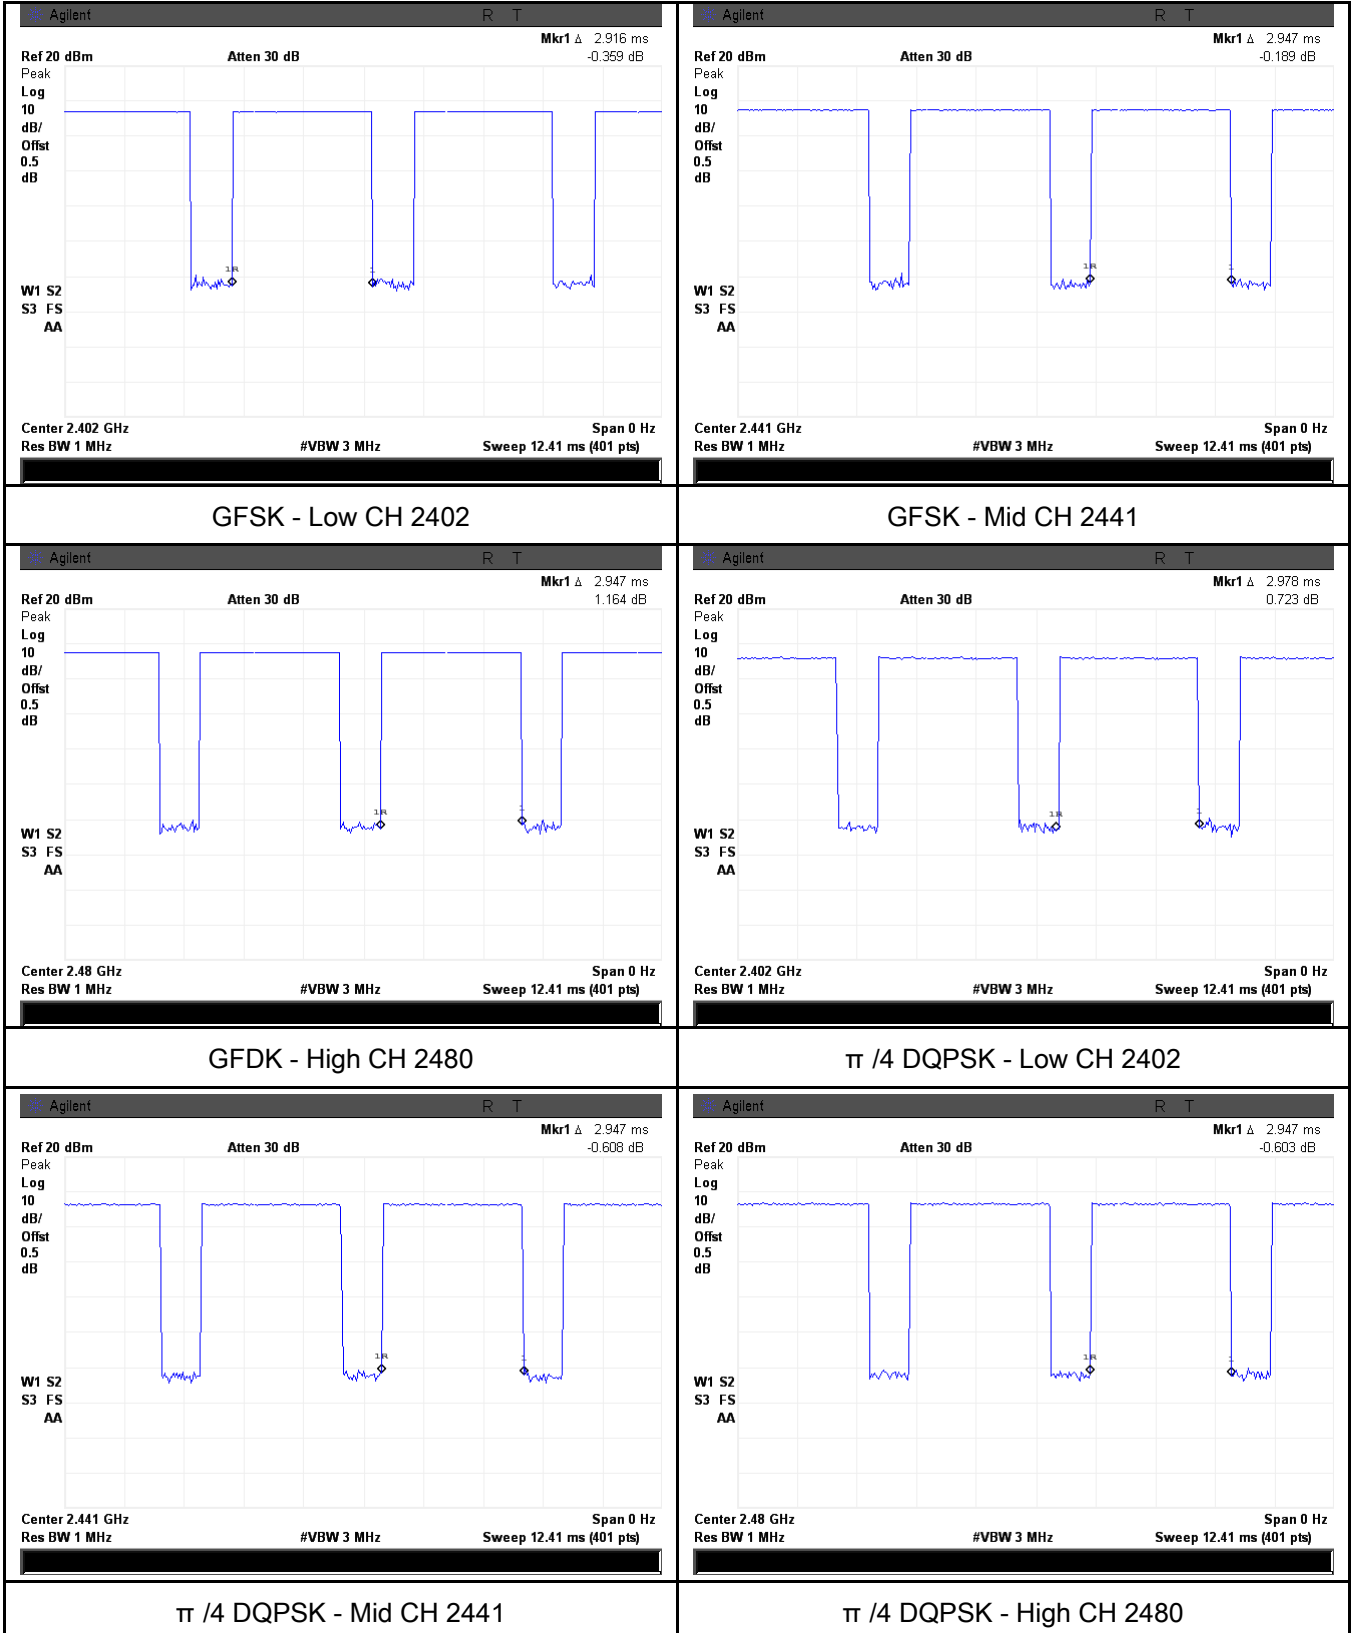 Agilent R T
Mkr1 Δ 2.916 ms
Ref 20 dBm Atten 30 dB -0.359 dB
Peak
Log
10
dB/
Offst
0.5
dB
1R
1
W1 S2
S3 FS
AA
Center 2.402 GHz Span 0 Hz
Res BW 1 MHz #VBW 3 MHz Sweep 12.41 ms (401 pts)
GFSK - Low CH 2402
Agilent R T
Mkr1 Δ 2.947 ms
Ref 20 dBm Atten 30 dB -0.189 dB
Peak
Log
10
dB/
Offst
0.5
dB
1R
1
W1 S2
S3 FS
AA
Center 2.441 GHz Span 0 Hz
Res BW 1 MHz #VBW 3 MHz Sweep 12.41 ms (401 pts)
GFSK - Mid CH 2441
Agilent R T
Mkr1 Δ 2.947 ms
Ref 20 dBm Atten 30 dB 1.164 dB
Peak
Log
10
dB/
Offst
0.5
dB
1R
1
W1 S2
S3 FS
AA
Center 2.48 GHz Span 0 Hz
Res BW 1 MHz #VBW 3 MHz Sweep 12.41 ms (401 pts)
GFDK - High CH 2480
Agilent R T
Mkr1 Δ 2.978 ms
Ref 20 dBm Atten 30 dB 0.723 dB
Peak
Log
10
dB/
Offst
0.5
dB
1R
1
W1 S2
S3 FS
AA
Center 2.402 GHz Span 0 Hz
Res BW 1 MHz #VBW 3 MHz Sweep 12.41 ms (401 pts)
π /4 DQPSK - Low CH 2402
Agilent R T
Mkr1 Δ 2.947 ms
Ref 20 dBm Atten 30 dB -0.608 dB
Peak
Log
10
dB/
Offst
0.5
dB
1R
1
W1 S2
S3 FS
AA
Center 2.441 GHz Span 0 Hz
Res BW 1 MHz #VBW 3 MHz Sweep 12.41 ms (401 pts)
π /4 DQPSK - Mid CH 2441
Agilent R T
Mkr1 Δ 2.947 ms
Ref 20 dBm Atten 30 dB -0.603 dB
Peak
Log
10
dB/
Offst
0.5
dB
1R
1
W1 S2
S3 FS
AA
Center 2.48 GHz Span 0 Hz
Res BW 1 MHz #VBW 3 MHz Sweep 12.41 ms (401 pts)
π /4 DQPSK - High CH 2480